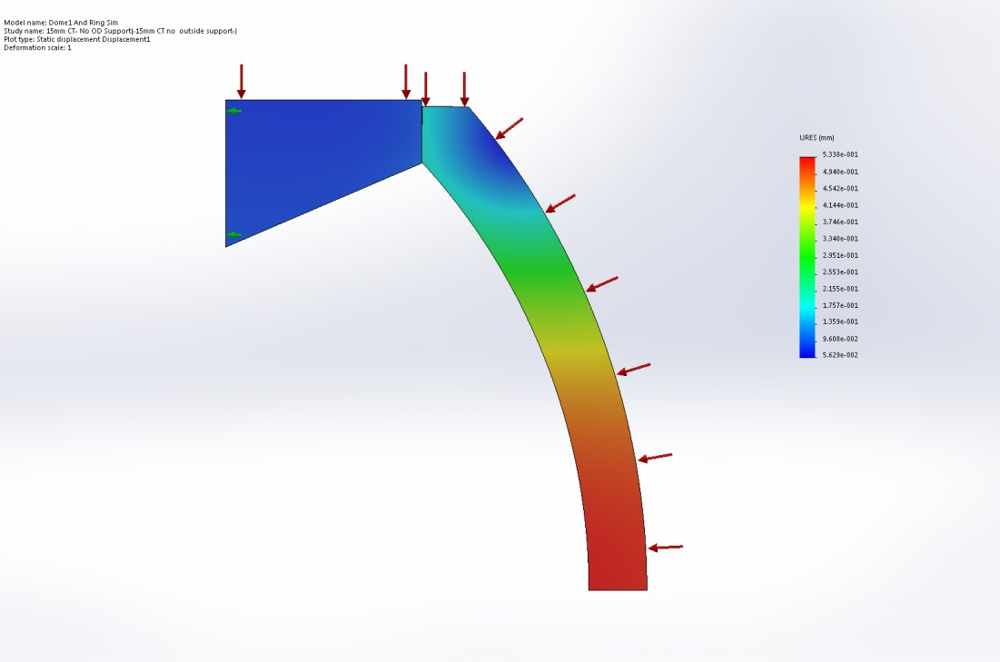 Model name: Dome1 And Ring Sim
Study name: 15mm CT- No OD Support(-15mm CT no  outside support-)
Plot type: Static displacement Displacement1
Deformation scale: 1
URES (mm)
5.338e-001
4.940e-001
4.542e-001
4.144e-001
3.746e-001
3.348e-001
2.951e-001
2.553e-001
2.155e-001
1.757e-001
1.359e-001
9.608e-002
5.629e-002